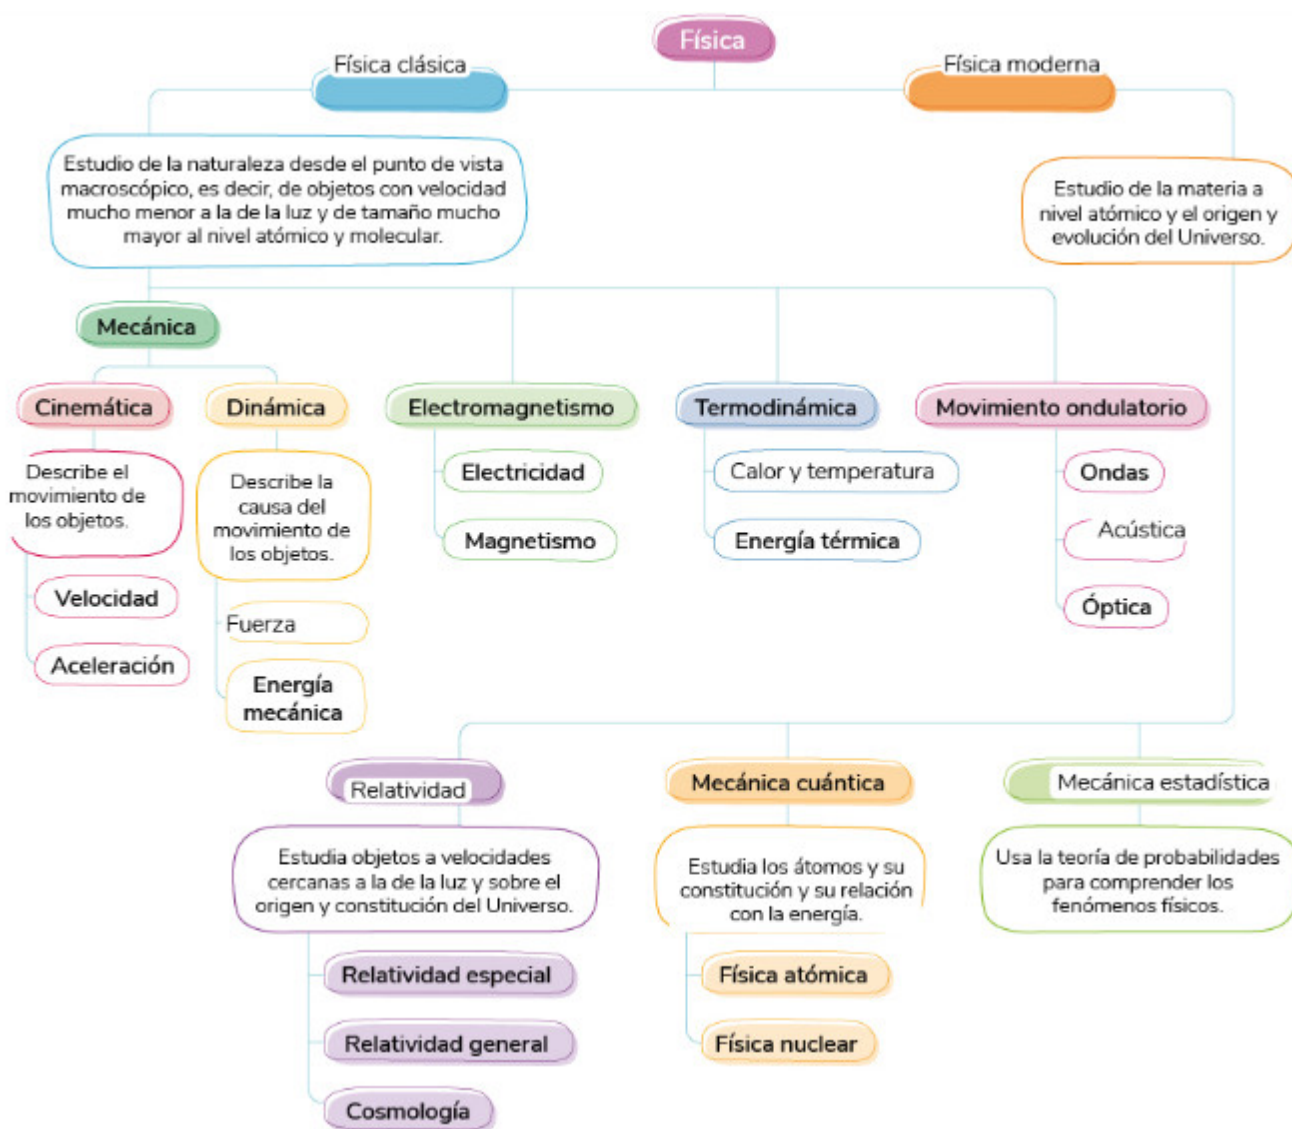 Física
Física clásica
Física moderna
Estudio de la naturaleza desde el punto de vista
macroscópico, es decir, de objetos con velocidad
mucho menor a la de la luz y de tamaño mucho
mayor al nivel atómico y molecular.
Estudio de la materia a
nivel atómico y el origen y
evolución del Universo.
Mecánica
Cinemática
Describe el
movimiento de
los objetos.
Velocidad
Aceleración
Dinámica
Describe la
causa del
movimiento de
los objetos.
Fuerza
Energía
mecánica
Electromagnetismo
Electricidad
Magnetismo
Termodinámica
Calor y temperatura
Energía térmica
Movimiento ondulatorio
Ondas
Acústica
Óptica
Relatividad
Estudia objetos a velocidades
cercanas a la de la luz y sobre el
origen y constitución del Universo.
Relatividad especial
Relatividad general
Cosmología
Mecánica cuántica
Estudia los átomos y su
constitución y su relación
con la energía.
Física atómica
Física nuclear
Mecánica estadística
Usa la teoría de probabilidades
para comprender los
fenómenos físicos.